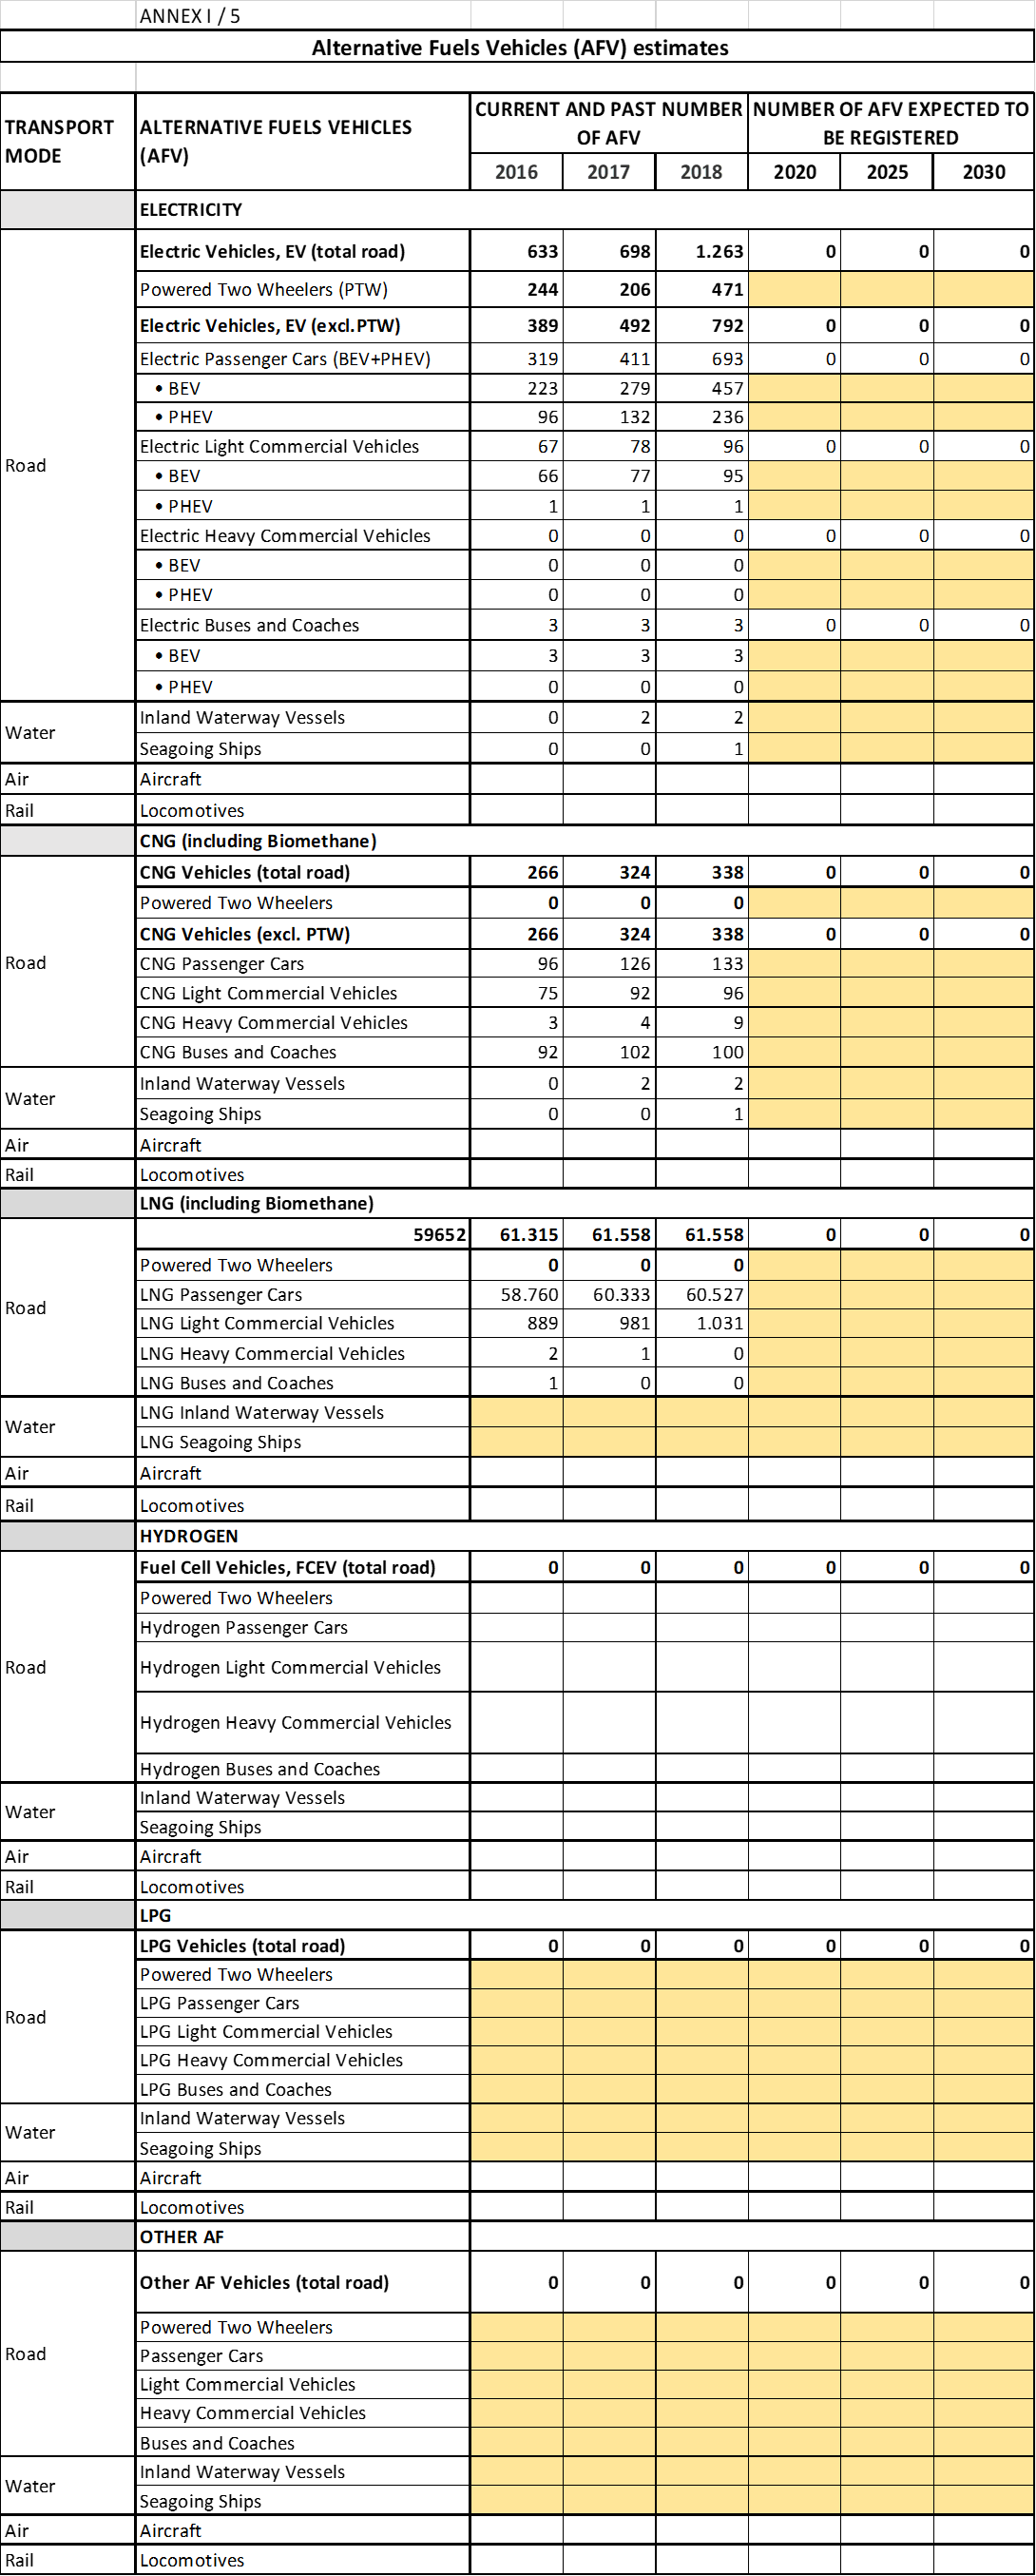 ANNEX I / 5
Alternative Fuels Vehicles (AFV) estimates
TRANSPORT MODE ALTERNATIVE FUELS VEHICLES (AFV) CURRENT AND PAST NUMBER OF AFV NUMBER OF AFV EXPECTED TO BE REGISTERED
2016 2017 2018 2020 2025 2030
ELECTRICITY
Road
Electric Vehicles, EV (total road) 633 698 1.263 0 0 0
Powered Two Wheelers (PTW) 244 206 471
Electric Vehicles, EV (excl.PTW) 389 492 792 0 0 0
Electric Passenger Cars (BEV+PHEV) 319 411 693 0 0 0
• BEV 223 279 457
• PHEV 96 132 236
Electric Light Commercial Vehicles 67 78 96 0 0 0
• BEV 66 77 95
• PHEV 1 1 1
Electric Heavy Commercial Vehicles 0 0 0 0 0 0
• BEV 0 0 0
• PHEV 0 0 0
Electric Buses and Coaches 3 3 3 0 0 0
• BEV 3 3 3
• PHEV 0 0 0
Water
Inland Waterway Vessels 0 2 2
Seagoing Ships 0 0 1
Air Aircraft
Rail Locomotives
CNG (including Biomethane)
Road
CNG Vehicles (total road) 266 324 338 0 0 0
Powered Two Wheelers 0 0 0
CNG Vehicles (excl. PTW) 266 324 338 0 0 0
CNG Passenger Cars 96 126 133
CNG Light Commercial Vehicles 75 92 96
CNG Heavy Commercial Vehicles 3 4 9
CNG Buses and Coaches 92 102 100
Water
Inland Waterway Vessels 0 2 2
Seagoing Ships 0 0 1
Air Aircraft
Rail Locomotives
LNG (including Biomethane)
Road
59652 61.315 61.558 61.558 0 0 0
Powered Two Wheelers 0 0 0
LNG Passenger Cars 58.760 60.333 60.527
LNG Light Commercial Vehicles 889 981 1.031
LNG Heavy Commercial Vehicles 2 1 0
LNG Buses and Coaches 1 0 0
Water
LNG Inland Waterway Vessels
LNG Seagoing Ships
Air Aircraft
Rail Locomotives
HYDROGEN
Road
Fuel Cell Vehicles, FCEV (total road) 0 0 0 0 0 0
Powered Two Wheelers
Hydrogen Passenger Cars
Hydrogen Light Commercial Vehicles
Hydrogen Heavy Commercial Vehicles
Hydrogen Buses and Coaches
Water
Inland Waterway Vessels
Seagoing Ships
Air Aircraft
Rail Locomotives
LPG
Road
LPG Vehicles (total road) 0 0 0 0 0 0
Powered Two Wheelers
LPG Passenger Cars
LPG Light Commercial Vehicles
LPG Heavy Commercial Vehicles
LPG Buses and Coaches
Water
Inland Waterway Vessels
Seagoing Ships
Air Aircraft
Rail Locomotives
OTHER AF
Road
Other AF Vehicles (total road) 0 0 0 0 0 0
Powered Two Wheelers
Passenger Cars
Light Commercial Vehicles
Heavy Commercial Vehicles
Buses and Coaches
Water
Inland Waterway Vessels
Seagoing Ships
Air Aircraft
Rail Locomotives